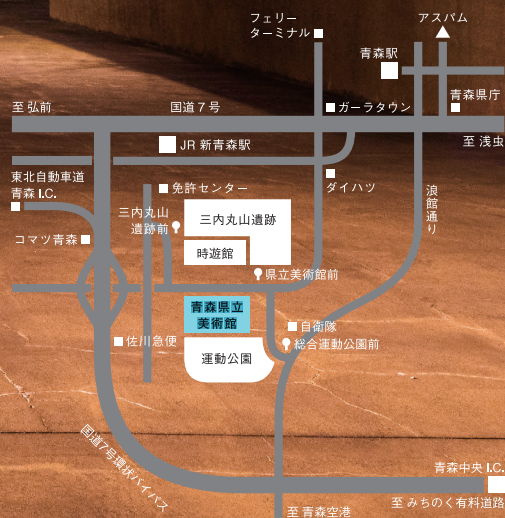 フェリー
ターミナル
アスパム
青森駅
青森県庁
至 弘前
国道７号
ガーラタウン
至 浅虫
JR 新青森駅
東北自動車道
青森 I.C.
免許センター
ダイハツ
浪館通り
三内丸山
遺跡前
三内丸山遺跡
コマツ青森
時遊館
県立美術館前
青森県立
美術館
自衛隊
佐川急便
総合運動公園前
運動公園
国道7号環状バイパス
青森中央 I.C.
至 みちのく有料道路
至 青森空港